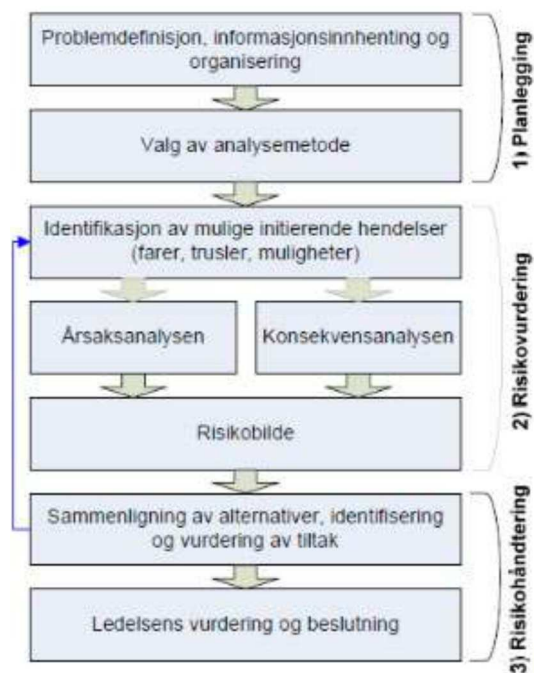 Problemdefinisjon, informasjonsinnhenting og
organisering
Valg av analysemetode
1) Planlegging
Identifikasjon av mulige initierende hendelser
(farer, trusler, muligheter)
Årsaksanalysen
Konsekvensanalysen
Risikobilde
2) Risikovurdering
Sammenligning av alternativer, identifisering
og vurdering av tiltak
Ledelsens vurdering og beslutning
3) Risikohåndtering